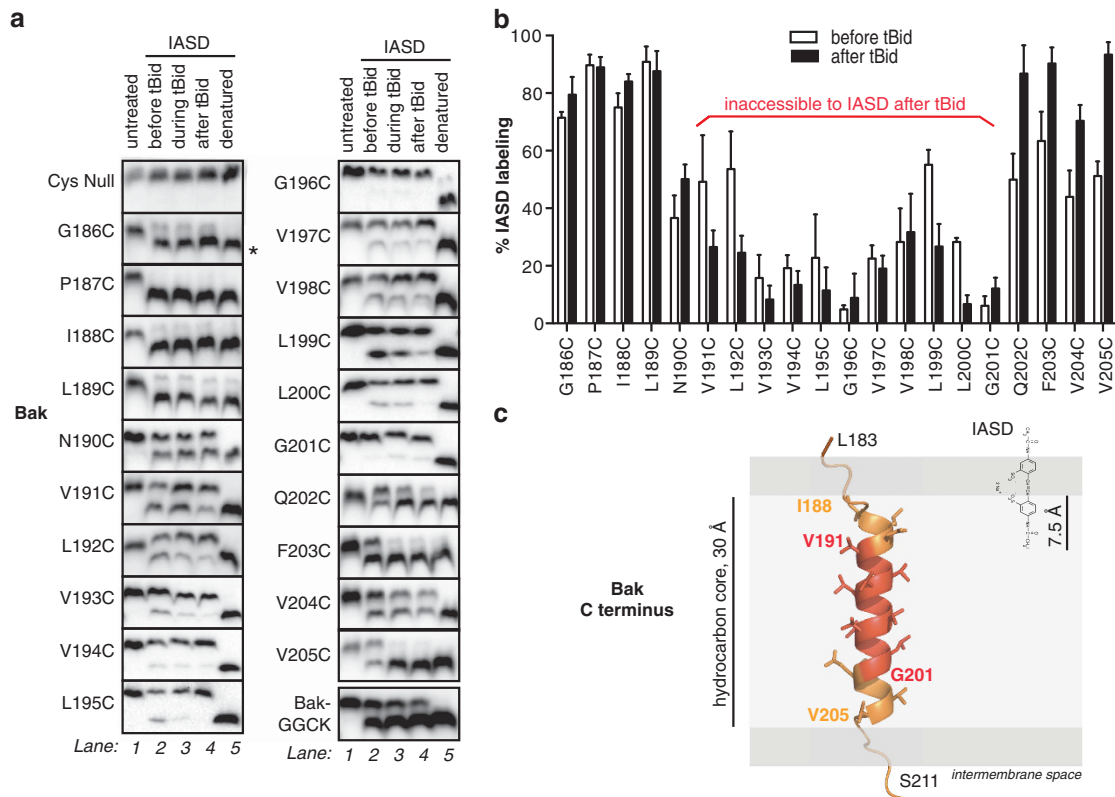 a
IASD
untreated
before tBid
during tBid
after tBid
denatured
Cys Null
G186C
*
P187C
I188C
L189C
Bak
N190C
V191C
L192C
V193C
V194C
L195C
Lane: 1 2 3 4 5
IASD
untreated
before tBid
during tBid
after tBid
denatured
G196C
V197C
V198C
L199C
L200C
G201C
Q202C
F203C
V204C
V205C
Bak-
GGCK
1 2 3 4 5
b
before tBid
after tBid
inaccessible to IASD after tBid
% IASD labeling
100
80
60
40
20
0
G186C
P187C
I188C
L189C
N190C
V191C
L192C
V193C
V194C
L195C
G196C
V197C
V198C
L199C
L200C
G201C
Q202C
F203C
V204C
V205C
c
L183
IASD
I188
V191
7.5 Å
hydrocarbon core, 30 Å
Bak
C terminus
G201
V205
S211
intermembrane space